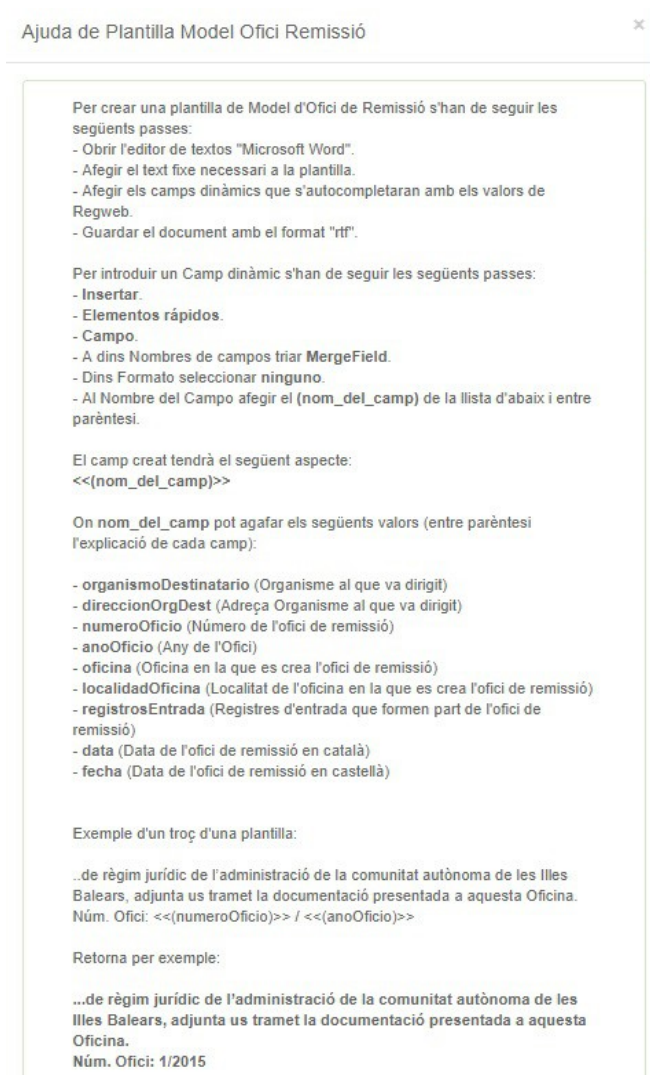 Ajuda de Plantilla Model Ofici Remissió
×
Per crear una plantilla de Model d'Ofici de Remissió s'han de seguir les
següents passes:
- Obrir l'editor de textos "Microsoft Word".
- Afegir el text fixe necessari a la plantilla.
- Afegir els camps dinàmics que s'autocompletaran amb els valors de
Regweb.
- Guardar el document amb el format "rtf".
Per introduir un Camp dinàmic s'han de seguir les següents passes:
- Insertar.
- Elementos rápidos.
- Campo.
- A dins Nombres de campos triar MergeField.
- Dins Formato seleccionar ninguno.
- Al Nombre del Campo afegir el (nom_del_camp) de la llista d'abaix i entre
parèntesi.
El camp creat tendrà el següent aspecte:
<<(nom_del_camp)>>
On nom_del_camp pot agafar els següents valors (entre parèntesi
l'explicació de cada camp):
- organismoDestinatario (Organisme al que va dirigit)
- direccionOrgDest (Adreça Organisme al que va dirigit)
- numeroOficio (Número de l'ofici de remissió)
- anoOficio (Any de l'Ofici)
- oficina (Oficina en la que es crea l'ofici de remissió)
- localidadOficina (Localitat de l'oficina en la que es crea l'ofici de remissió)
- registrosEntrada (Registres d'entrada que formen part de l'ofici de
remissió)
- data (Data de l'ofici de remissió en català)
- fecha (Data de l'ofici de remissió en castellà)
Exemple d'un troç d'una plantilla:
..de règim jurídic de l’administració de la comunitat autònoma de les Illes
Balears, adjunta us tramet la documentació presentada a aquesta Oficina.
Núm. Ofici: <<(numeroOficio)>> / <<(anoOficio)>>
Retorna per exemple:
...de règim jurídic de l’administració de la comunitat autònoma de les
Illes Balears, adjunta us tramet la documentació presentada a aquesta
Oficina.
Núm. Ofici: 1/2015